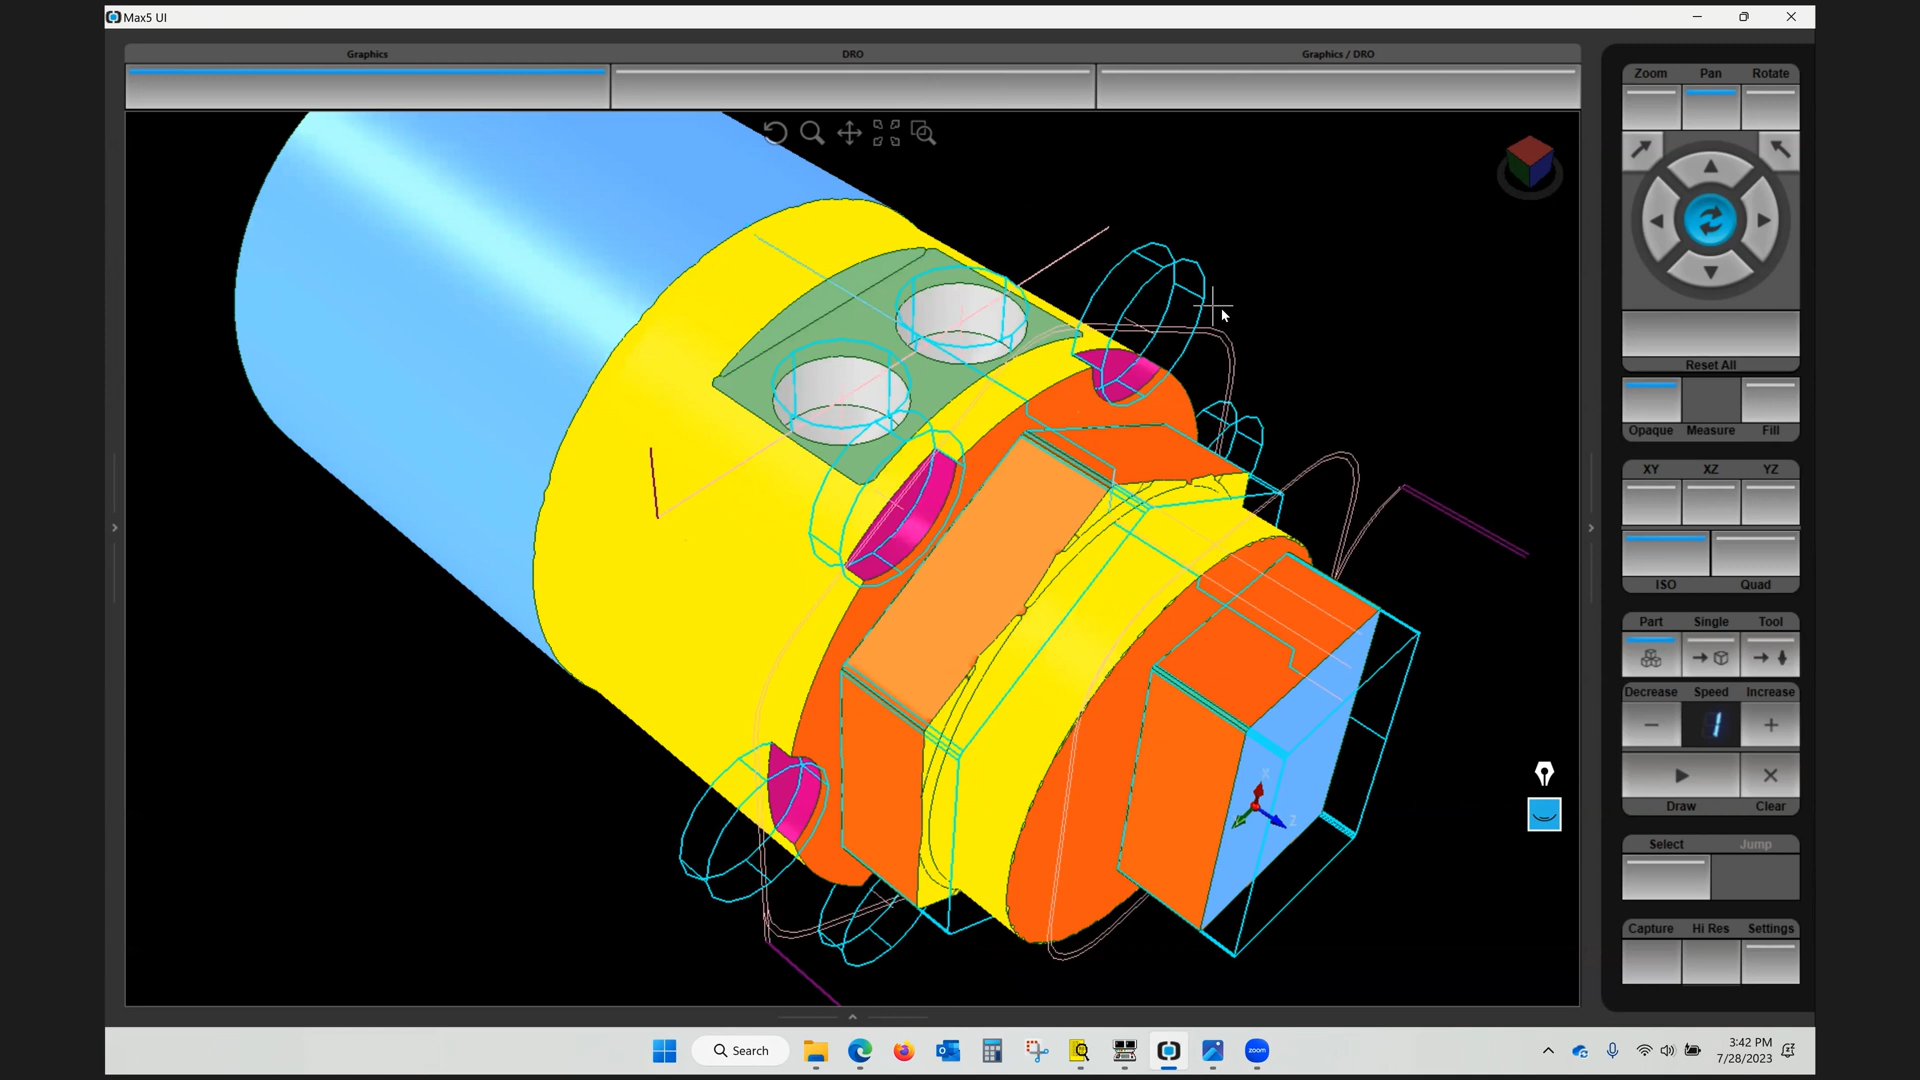 Max5 UI
Graphics
DRO
Graphics / DRO
Zoom Pan Rotate
Reset All
Opaque Measure Fill
XY XZ YZ
ISO Quad
Part Single Tool
Decrease Speed Increase
1
Draw Clear
Select Jump
Capture Hi Res Settings
X
Z
Search
zoom
3:42 PM
7/28/2023